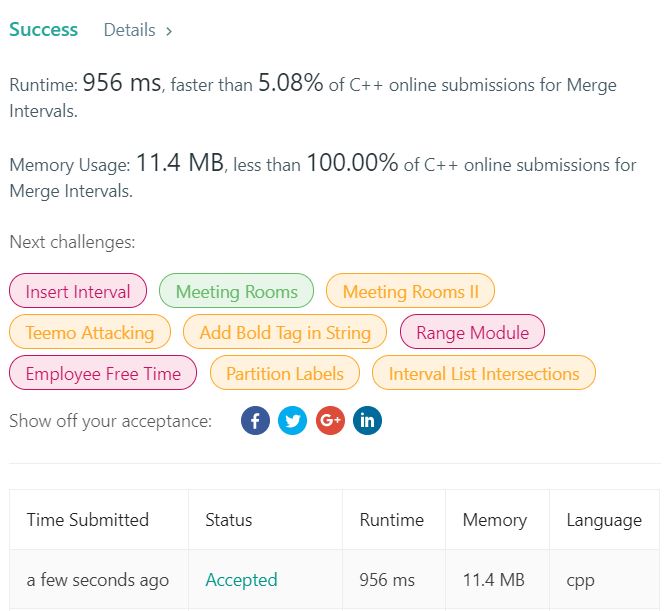 Success Details >
Runtime: 956 ms, faster than 5.08% of C++ online submissions for Merge
Intervals.
Memory Usage: 11.4 MB, less than 100.00% of C++ online submissions for
Merge Intervals.
Next challenges:
Insert Interval Meeting Rooms Meeting Rooms II
Teemo Attacking Add Bold Tag in String Range Module
Employee Free Time Partition Labels Interval List Intersections
Show off your acceptance: f G+ in
Time Submitted Status Runtime Memory Language
a few seconds ago Accepted 956 ms 11.4 MB cpp